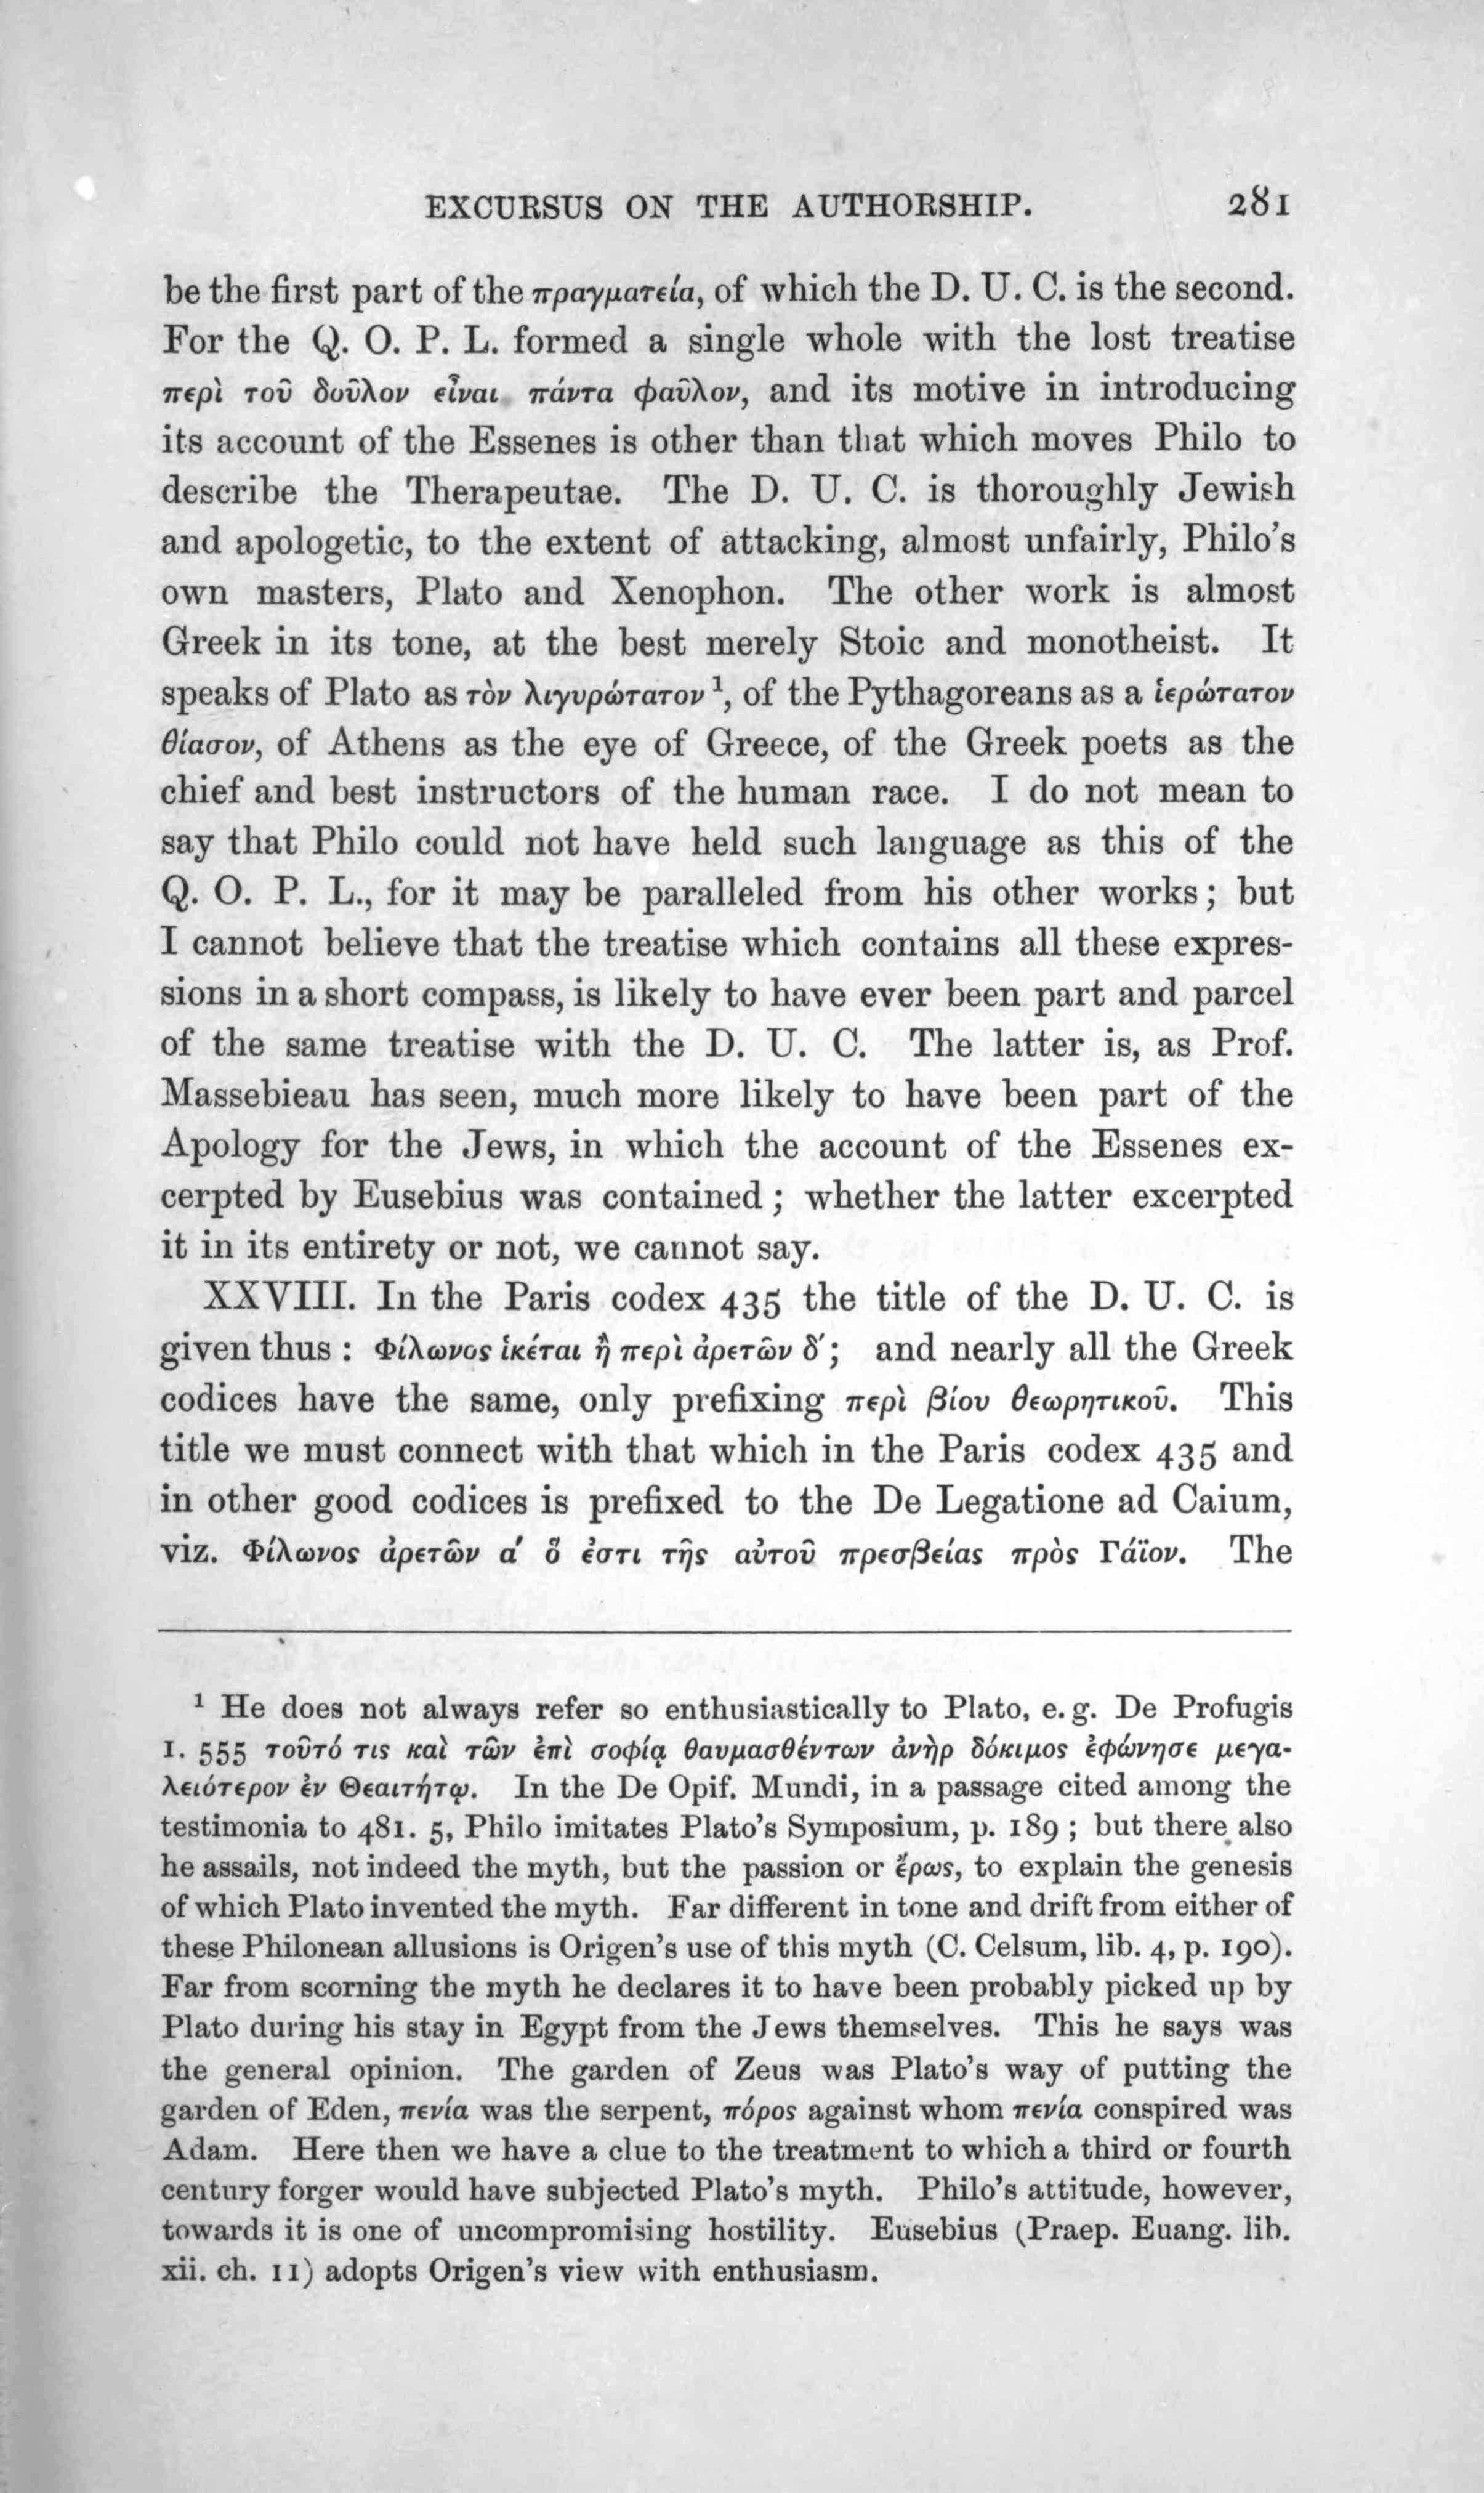 EXCURSUS ON THE AUTHORSHIP. 281
be the first part of the πραγματεία, of which the D. U. C. is the second.
For the Q. O. P. L. formed a single whole with the lost treatise
περὶ τοῦ δοῦλον εἶναι πάντα φαῦλον, and its motive in introducing
its account of the Essenes is other than that which moves Philo to
describe the Therapeutae. The D. U. C. is thoroughly Jewish
and apologetic, to the extent of attacking, almost unfairly, Philo's
own masters, Plato and Xenophon. The other work is almost
Greek in its tone, at the best merely Stoic and monotheist. It
speaks of Plato as τὸν λιγυρώτατον ¹, of the Pythagoreans as a ἱερώτατον
θίασον, of Athens as the eye of Greece, of the Greek poets as the
chief and best instructors of the human race. I do not mean to
say that Philo could not have held such language as this of the
Q. O. P. L., for it may be paralleled from his other works; but
I cannot believe that the treatise which contains all these expres-
sions in a short compass, is likely to have ever been part and parcel
of the same treatise with the D. U. C. The latter is, as Prof.
Massebieau has seen, much more likely to have been part of the
Apology for the Jews, in which the account of the Essenes ex-
cerpted by Eusebius was contained; whether the latter excerpted
it in its entirety or not, we cannot say.
XXVIII. In the Paris codex 435 the title of the D. U. C. is
given thus: Φίλωνος ἱκέται ἢ περὶ ἀρετῶν δ′; and nearly all the Greek
codices have the same, only prefixing περὶ βίου θεωρητικοῦ. This
title we must connect with that which in the Paris codex 435 and
in other good codices is prefixed to the De Legatione ad Caium,
viz. Φίλωνος ἀρετῶν α′ ὅ ἐστι τῆς αὐτοῦ πρεσβείας πρὸς Γάϊον. The
¹ He does not always refer so enthusiastically to Plato, e. g. De Profugis
I. 555 τοῦτό τις καὶ τῶν ἐπὶ σοφίᾳ θαυμασθέντων ἀνὴρ δόκιμος ἐφώνησε μεγα-
λειότερον ἐν Θεαιτήτῳ. In the De Opif. Mundi, in a passage cited among the
testimonia to 481. 5, Philo imitates Plato's Symposium, p. 189; but there also
he assails, not indeed the myth, but the passion or ἔρως, to explain the genesis
of which Plato invented the myth. Far different in tone and drift from either of
these Philonean allusions is Origen's use of this myth (C. Celsum, lib. 4, p. 190).
Far from scorning the myth he declares it to have been probably picked up by
Plato during his stay in Egypt from the Jews themselves. This he says was
the general opinion. The garden of Zeus was Plato's way of putting the
garden of Eden, πενία was the serpent, πόρος against whom πενία conspired was
Adam. Here then we have a clue to the treatment to which a third or fourth
century forger would have subjected Plato's myth. Philo's attitude, however,
towards it is one of uncompromising hostility. Eusebius (Praep. Euang. lib.
xii. ch. 11) adopts Origen's view with enthusiasm.